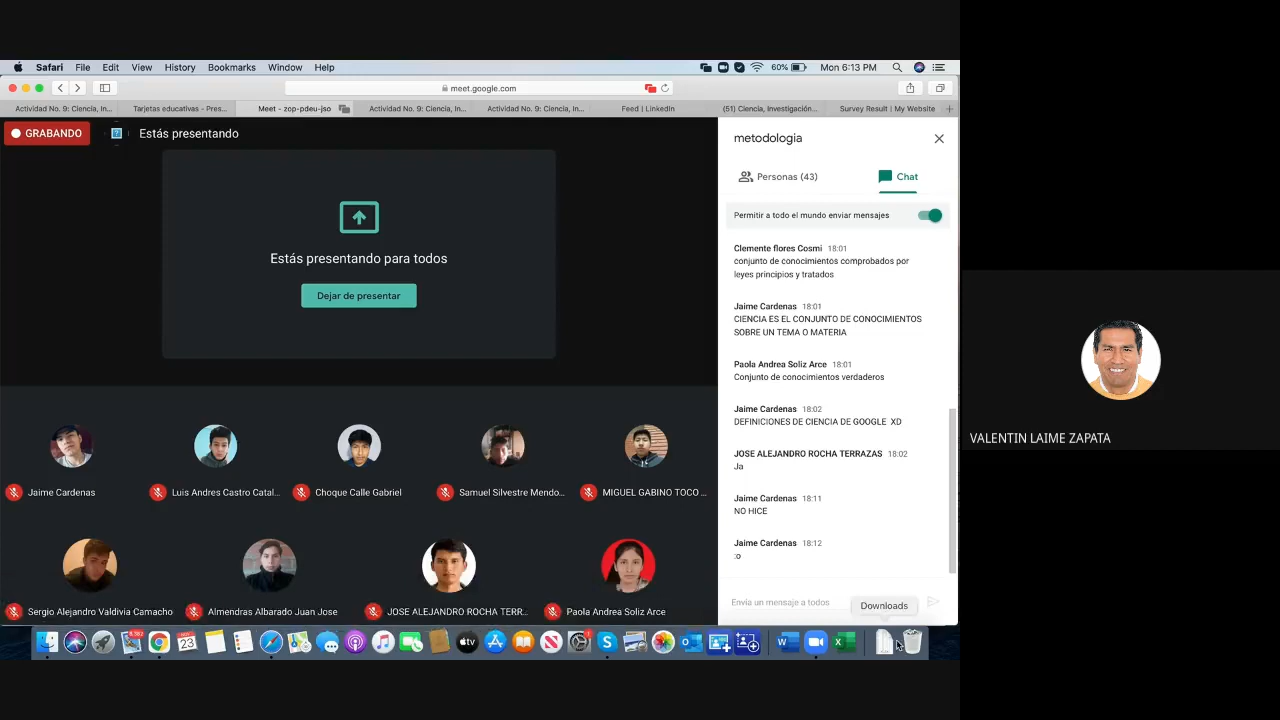 Safari File Edit View History Bookmarks Window Help 60% Mon 6:13 PM
meet.google.com
Actividad No. 9: Ciencia, In... Tarjetas educativas - Pres... Meet - zop-pdeu-jso Actividad No. 9: Ciencia, In... Actividad No. 9: Ciencia, In... Feed | LinkedIn (51) Ciencia, Investigación... Survey Result | My Website
GRABANDO Estás presentando
Estás presentando para todos
Dejar de presentar
Jaime Cardenas Luis Andres Castro Catal... Choque Calle Gabriel Samuel Silvestre Mendo... MIGUEL GABINO TOCO ...
Sergio Alejandro Valdivia Camacho Almendras Albarado Juan Jose JOSE ALEJANDRO ROCHA TERR... Paola Andrea Soliz Arce
metodologia
Personas (43) Chat
Permitir a todo el mundo enviar mensajes
Clemente flores Cosmi 18:01
conjunto de conocimientos comprobados por
leyes principios y tratados
Jaime Cardenas 18:01
CIENCIA ES EL CONJUNTO DE CONOCIMIENTOS
SOBRE UN TEMA O MATERIA
Paola Andrea Soliz Arce 18:01
Conjunto de conocimientos verdaderos
Jaime Cardenas 18:02
DEFINICIONES DE CIENCIA DE GOOGLE XD
JOSE ALEJANDRO ROCHA TERRAZAS 18:02
Ja
Jaime Cardenas 18:11
NO HICE
Jaime Cardenas 18:12
:o
Envía un mensaje a todos
Downloads
VALENTIN LAIME ZAPATA